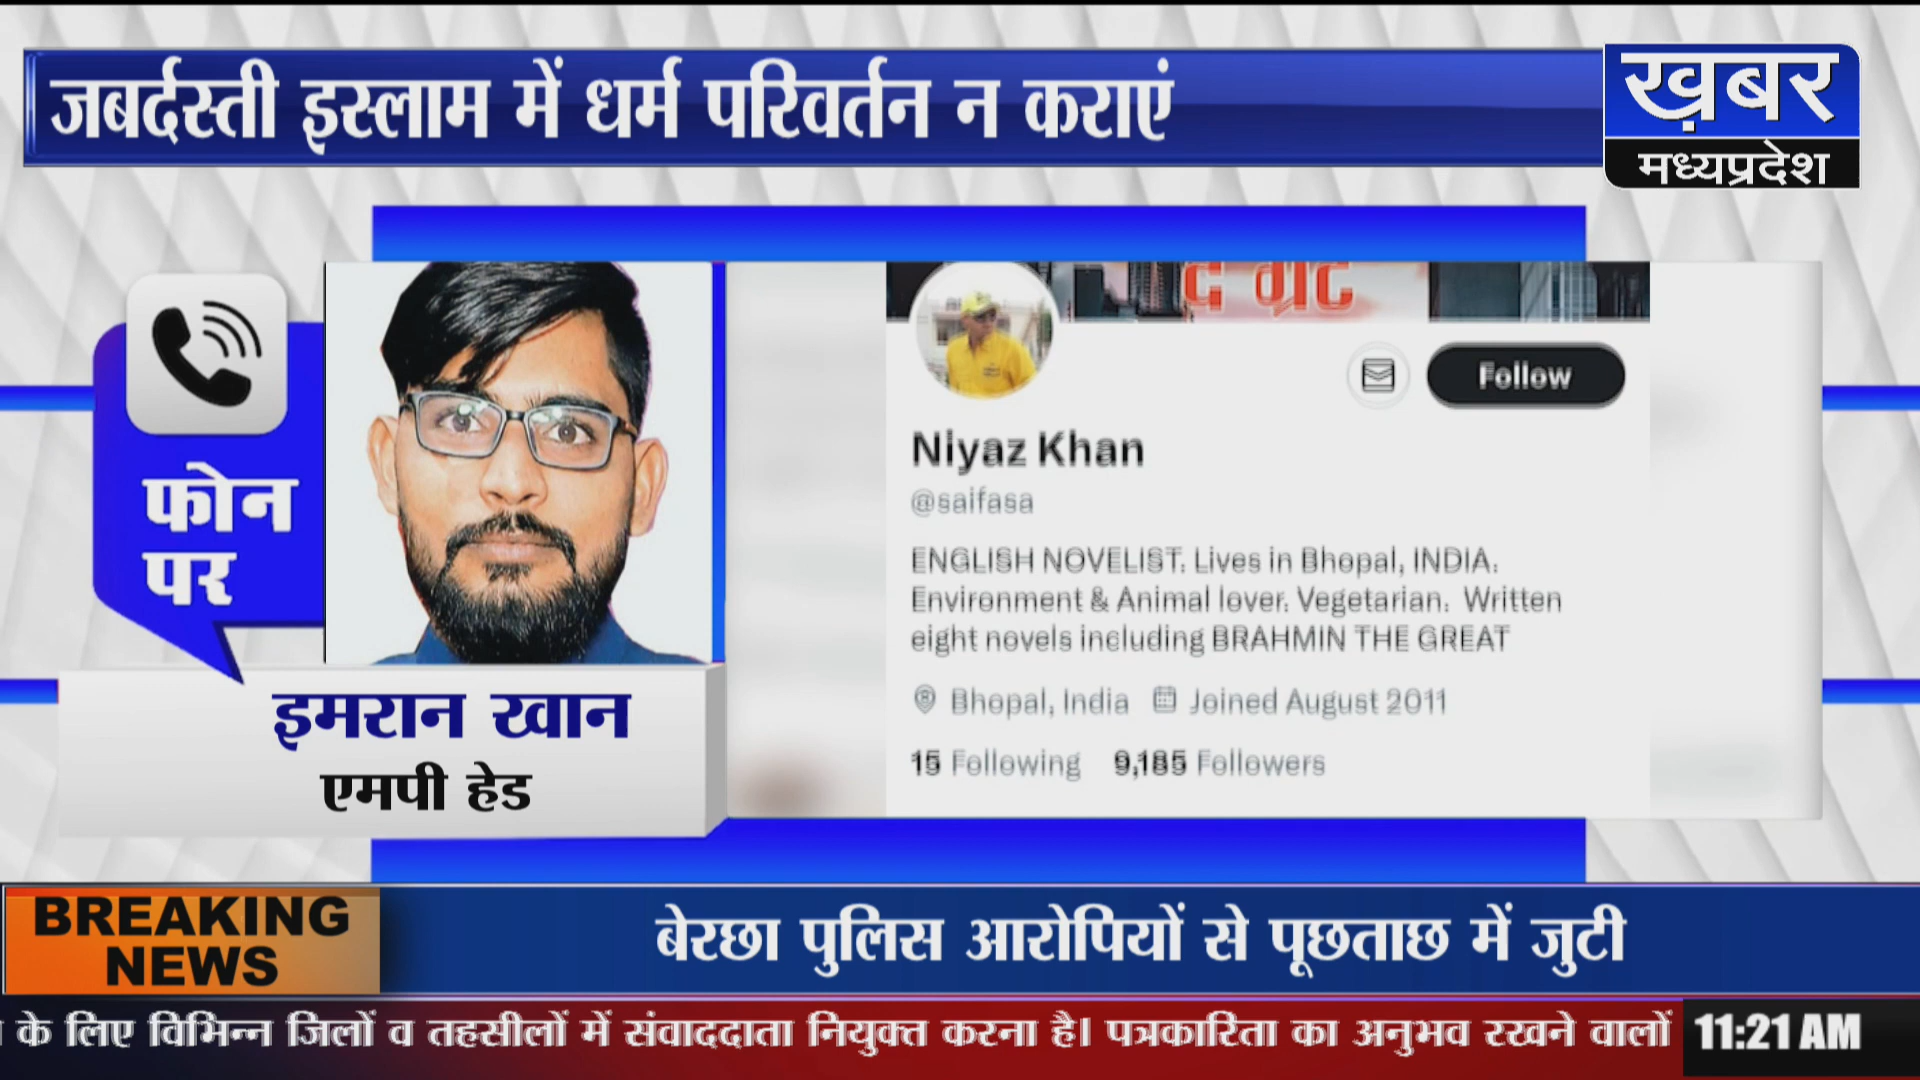 जबर्दस्ती इस्लाम में धर्म परिवर्तन न कराएं
ख़बर
मध्यप्रदेश
फोन
पर
इमरान खान
एमपी हेड
द ग्रेट
Follow
Niyaz Khan
@saifasa
ENGLISH NOVELIST. Lives in Bhopal, INDIA.
Environment & Animal lover. Vegetarian. Written
eight novels including BRAHMIN THE GREAT
Bhopal, India Joined August 2011
15 Following 9,185 Followers
BREAKING
NEWS
बेरछा पुलिस आरोपियों से पूछताछ में जुटी
के लिए विभिन्न जिलों व तहसीलों में संवाददाता नियुक्त करना है। पत्रकारिता का अनुभव रखने वालों
11:21 AM